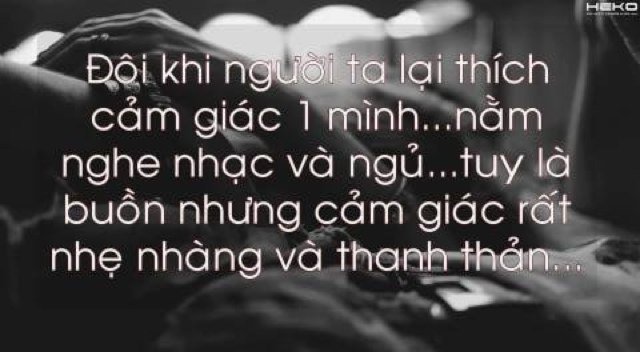 HEKO
Đôi khi người ta lại thích
cảm giác 1 mình...nằm
nghe nhạc và ngủ...tuy là
buồn nhưng cảm giác rất
nhẹ nhàng và thanh thản...